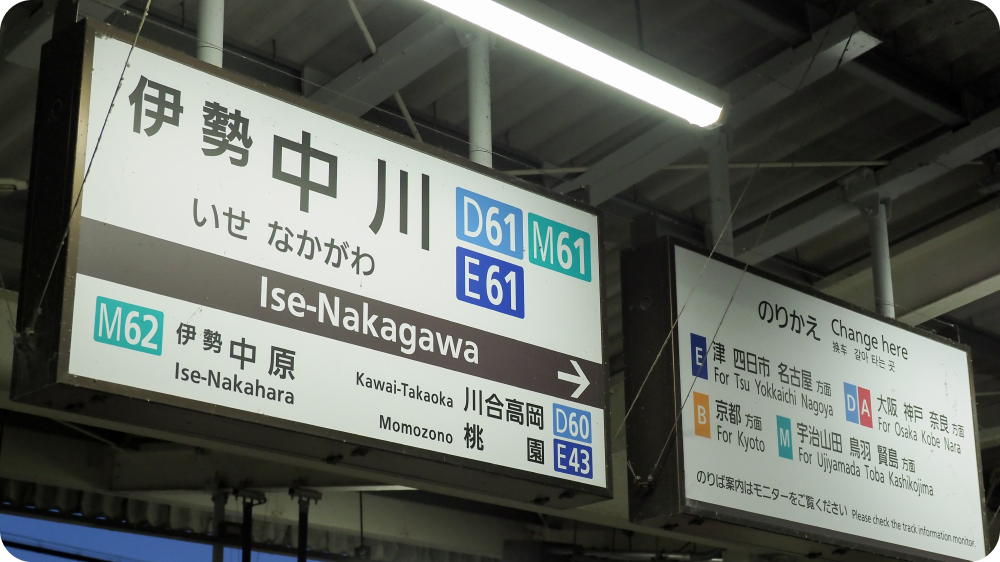 伊勢中川
D61 M61
E61
いせ なかがわ
Ise-Nakagawa
M62 伊勢中原
Ise-Nakahara
Kawai-Takaoka 川合高岡 D60
Momozono 桃園 E43
のりかえ Change here
换车 갈아 타는 곳
E 津 四日市 名古屋 方面
For Tsu Yokkaichi Nagoya
D A 大阪 神戸 奈良 方面
For Osaka Kobe Nara
B 京都 方面
For Kyoto
M 宇治山田 鳥羽 賢島 方面
For Ujiyamada Toba Kashikojima
のりば案内はモニターをご覧ください Please check the track information monitor.